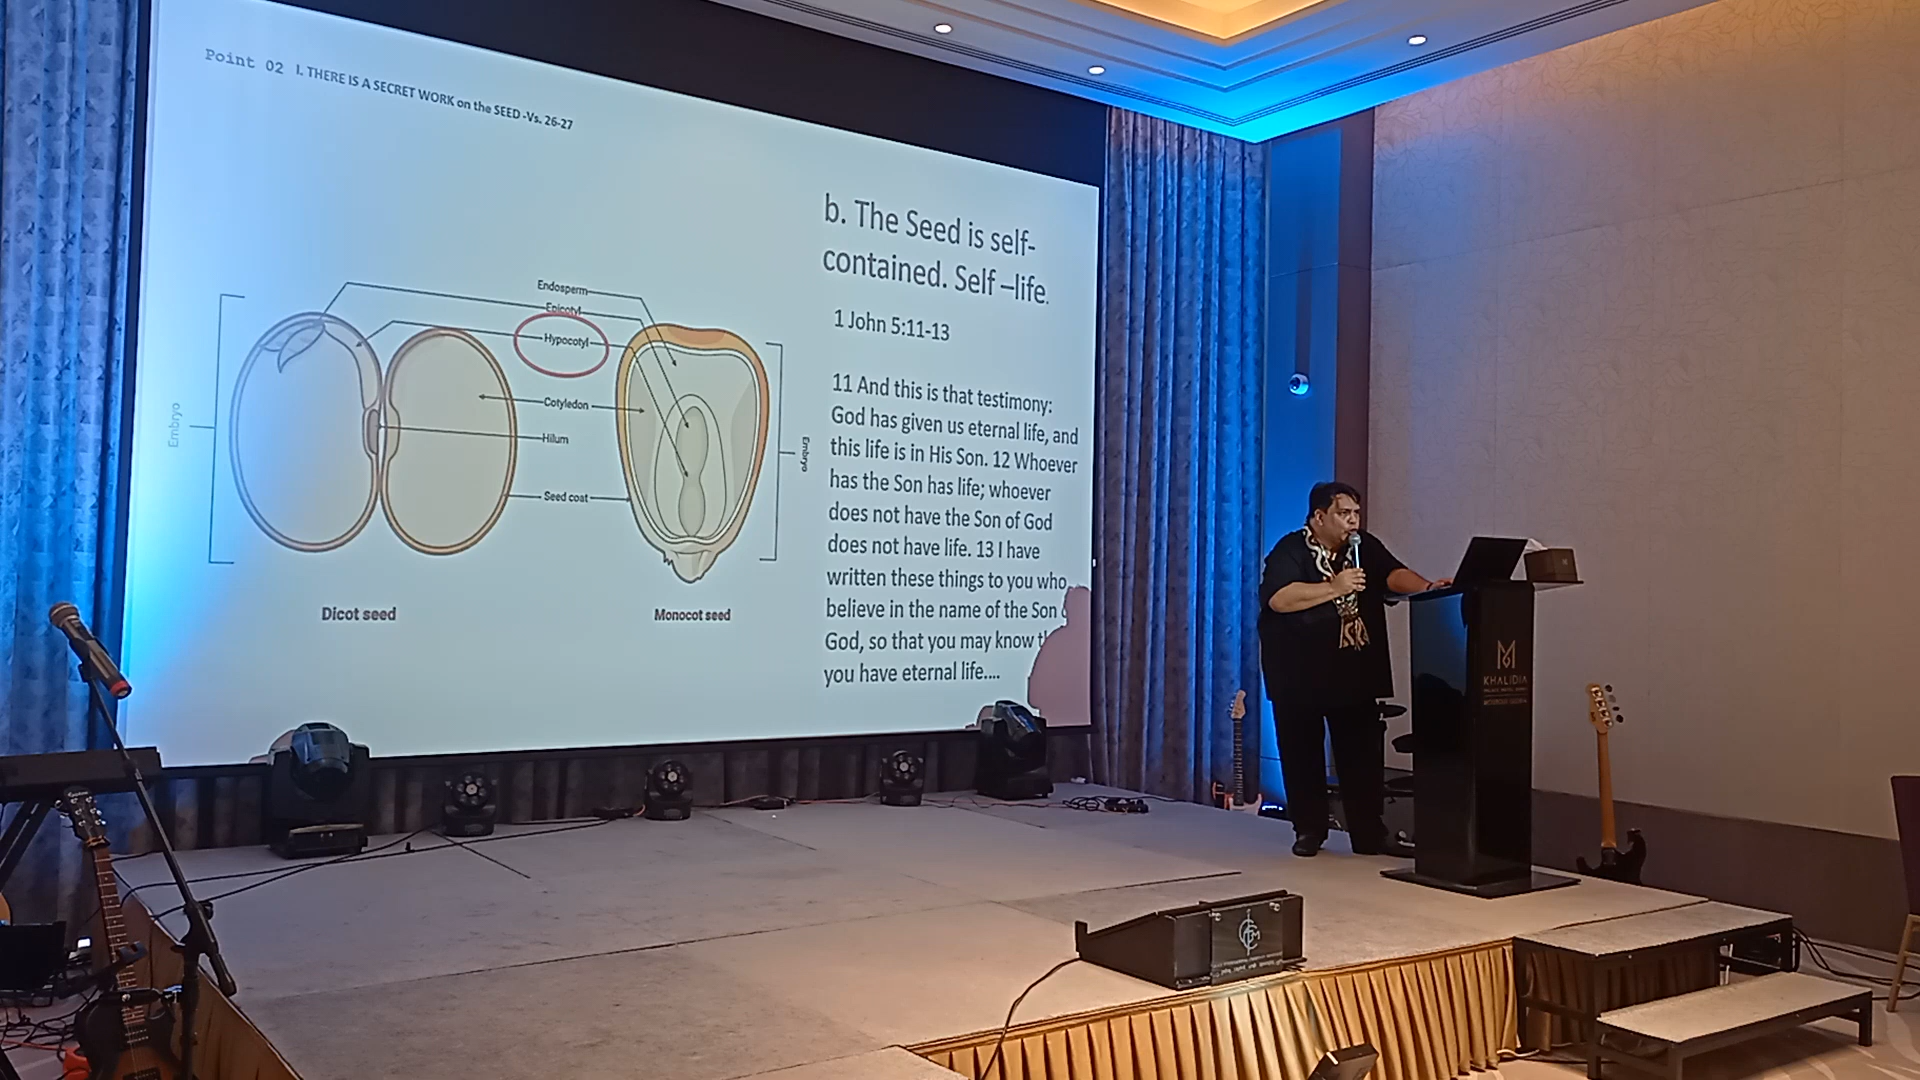 Point 02 I. THERE IS A SECRET WORK on the SEED -Vs. 26-27
b. The Seed is self-
contained. Self –life.
1 John 5:11-13
11 And this is that testimony:
God has given us eternal life, and
this life is in His Son. 12 Whoever
has the Son has life; whoever
does not have the Son of God
does not have life. 13 I have
written these things to you who
believe in the name of the Son
God, so that you may know
you have eternal life....
Endosperm
Epicotyl
Hypocotyl
Cotyledon
Hilum
Seed coat
Embryo
Embryo
Dicot seed
Monocot seed
KHALIDIA